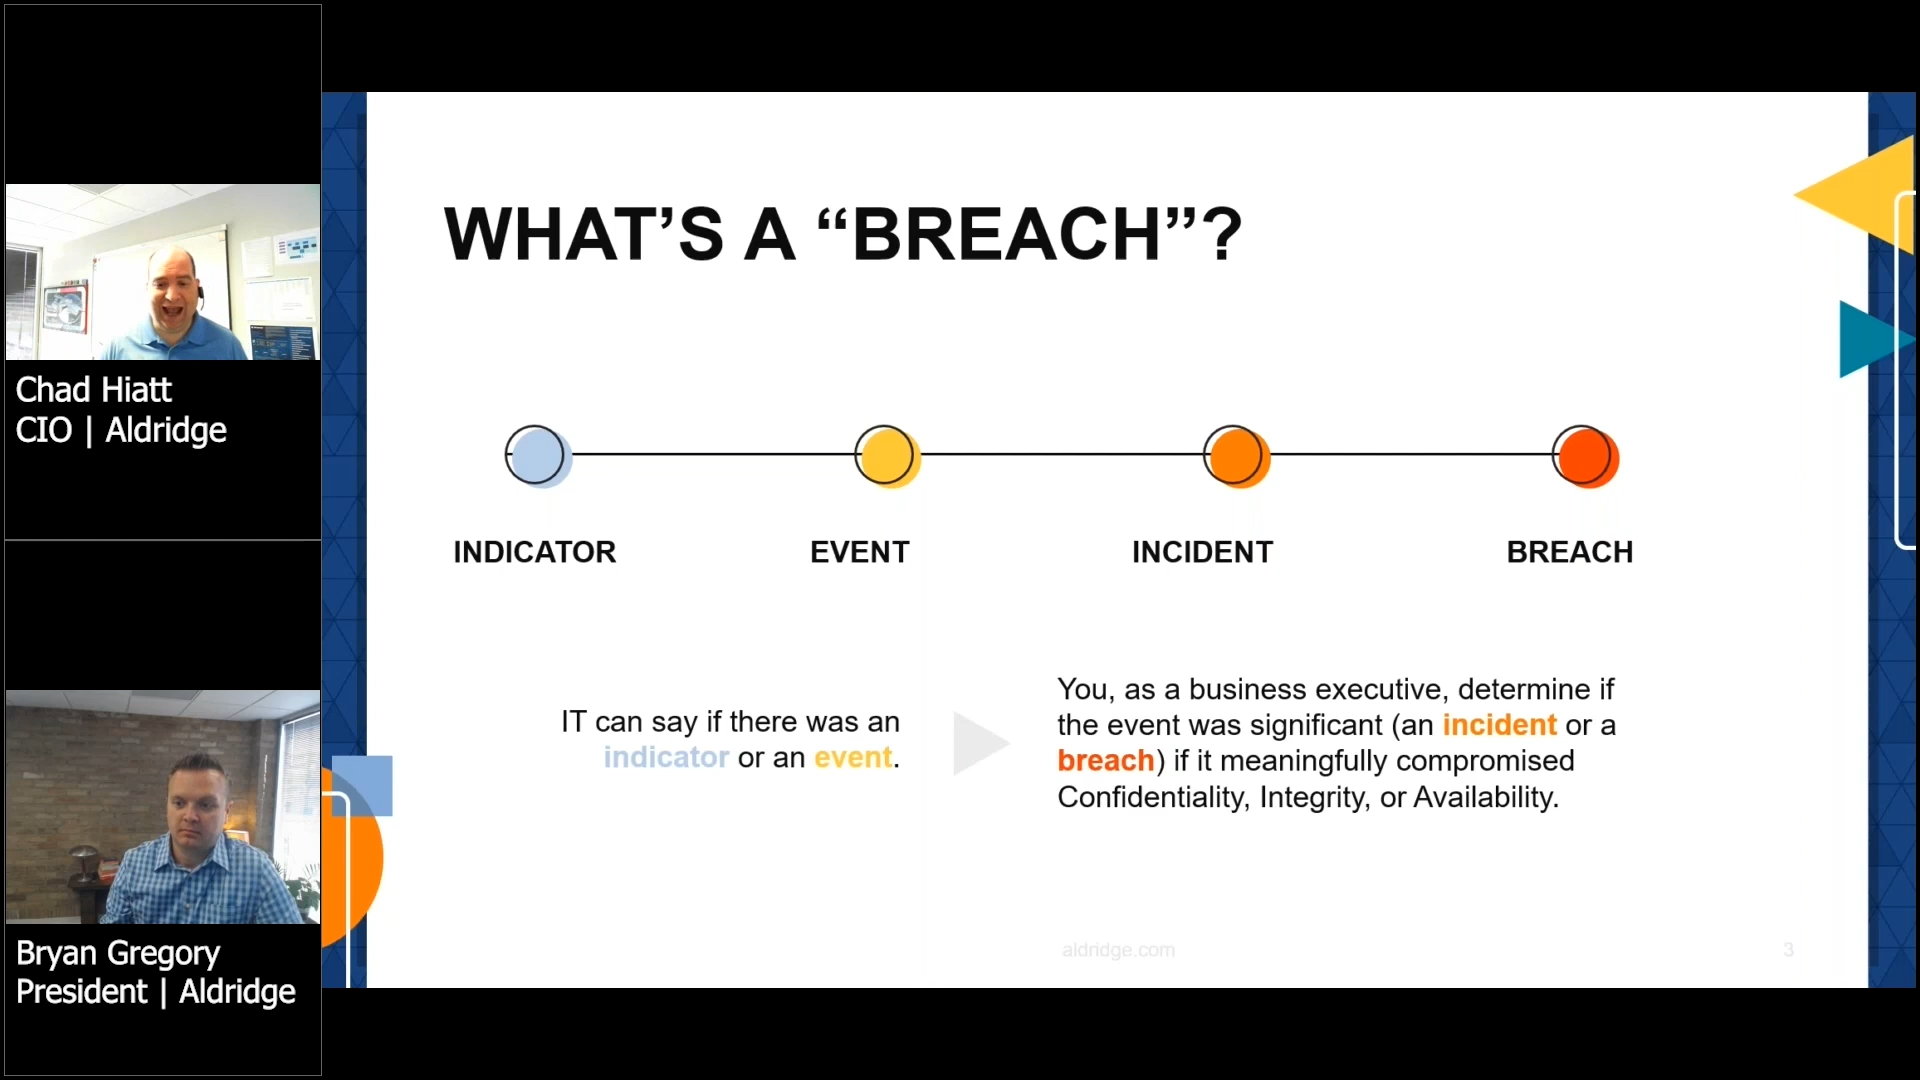 Chad Hiatt
CIO | Aldridge
Bryan Gregory
President | Aldridge
WHAT’S A “BREACH”?
INDICATOR
EVENT
INCIDENT
BREACH
IT can say if there was an
indicator or an event.
You, as a business executive, determine if
the event was significant (an incident or a
breach) if it meaningfully compromised
Confidentiality, Integrity, or Availability.
aldridge.com
3